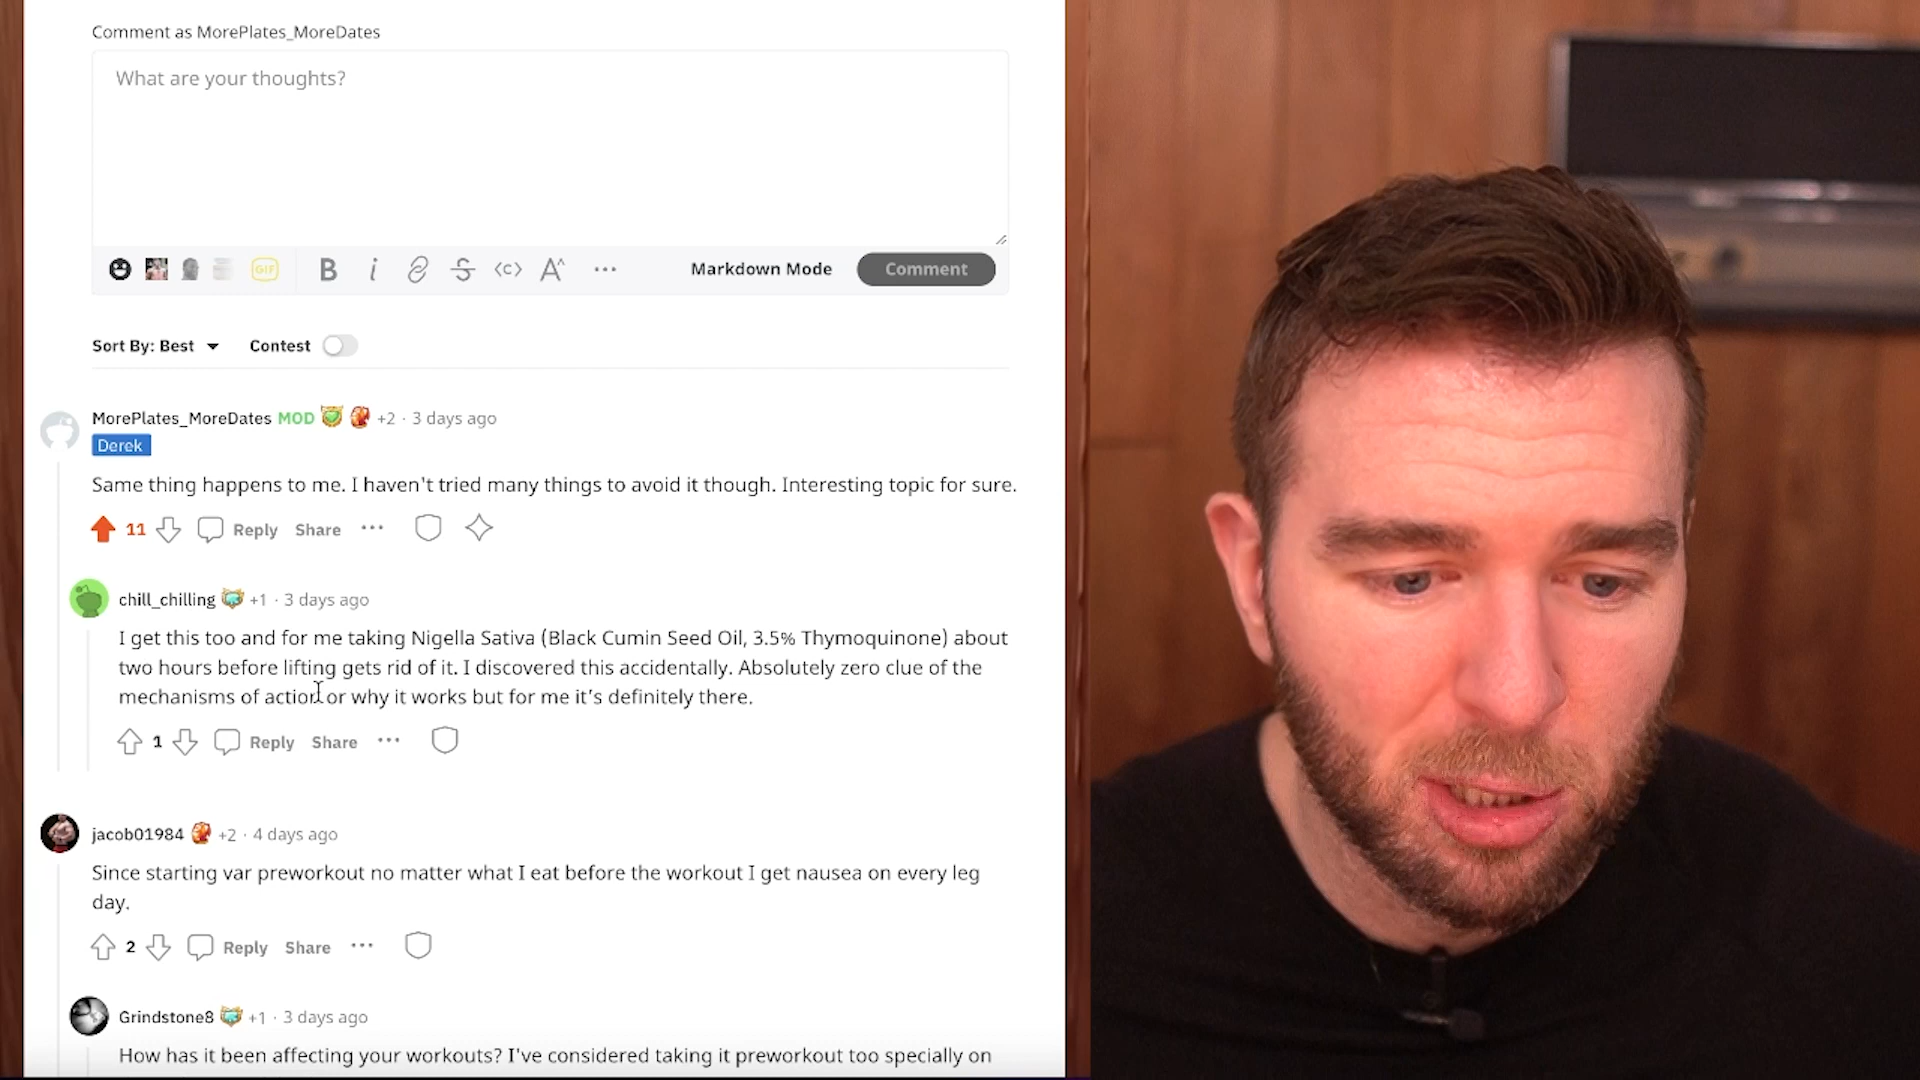 Comment as MorePlates_MoreDates
What are your thoughts?
GIF
B i <c> A^ ...
Markdown Mode
Comment
Sort By: Best
Contest
MorePlates_MoreDates MOD +2 · 3 days ago
Derek
Same thing happens to me. I haven't tried many things to avoid it though. Interesting topic for sure.
11 Reply Share ...
chill_chilling +1 · 3 days ago
I get this too and for me taking Nigella Sativa (Black Cumin Seed Oil, 3.5% Thymoquinone) about
two hours before lifting gets rid of it. I discovered this accidentally. Absolutely zero clue of the
mechanisms of action or why it works but for me it's definitely there.
1 Reply Share ...
jacob01984 +2 · 4 days ago
Since starting var preworkout no matter what I eat before the workout I get nausea on every leg
day.
2 Reply Share ...
Grindstone8 +1 · 3 days ago
How has it been affecting your workouts? I've considered taking it preworkout too specially on